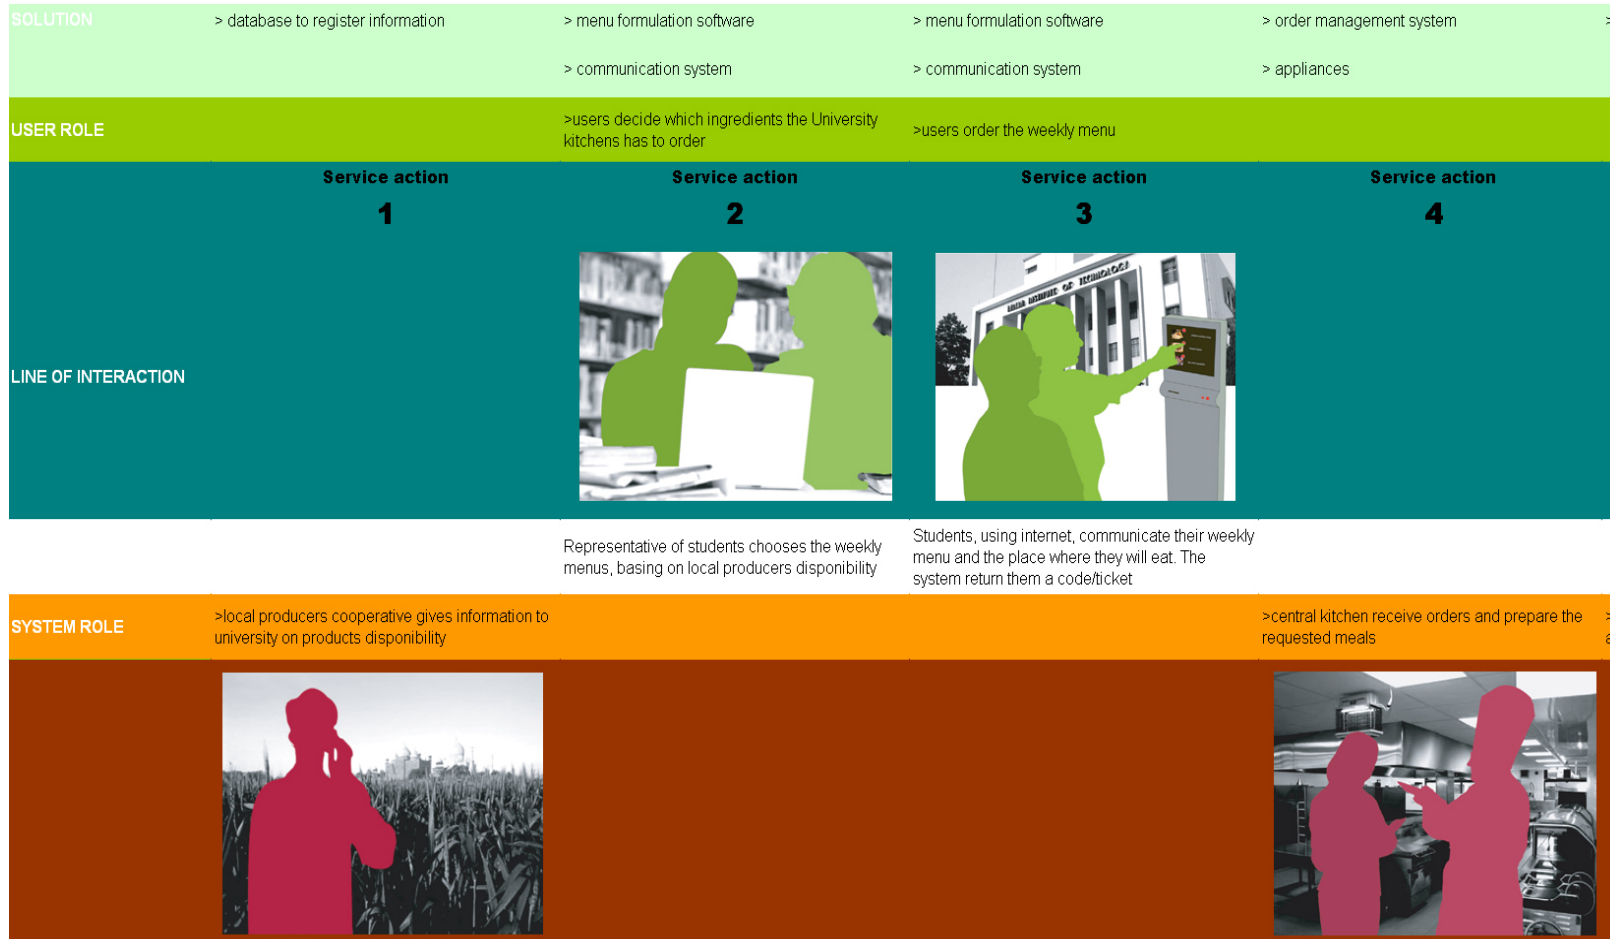 SOLUTION
> database to register information
> menu formulation software
> communication system
> menu formulation software
> communication system
> order management system
> appliances
>
USER ROLE
>users decide which ingredients the University
kitchens has to order
>users order the weekly menu
Service action
1
Service action
2
Service action
3
Service action
4
LINE OF INTERACTION
OF TECHNOLOGY
Representative of students chooses the weekly
menus, basing on local producers disponibility
Students, using internet, communicate their weekly
menu and the place where they will eat. The
system return them a code/ticket
SYSTEM ROLE
>local producers cooperative gives information to
university on products disponibility
>central kitchen receive orders and prepare the
requested meals
>
a